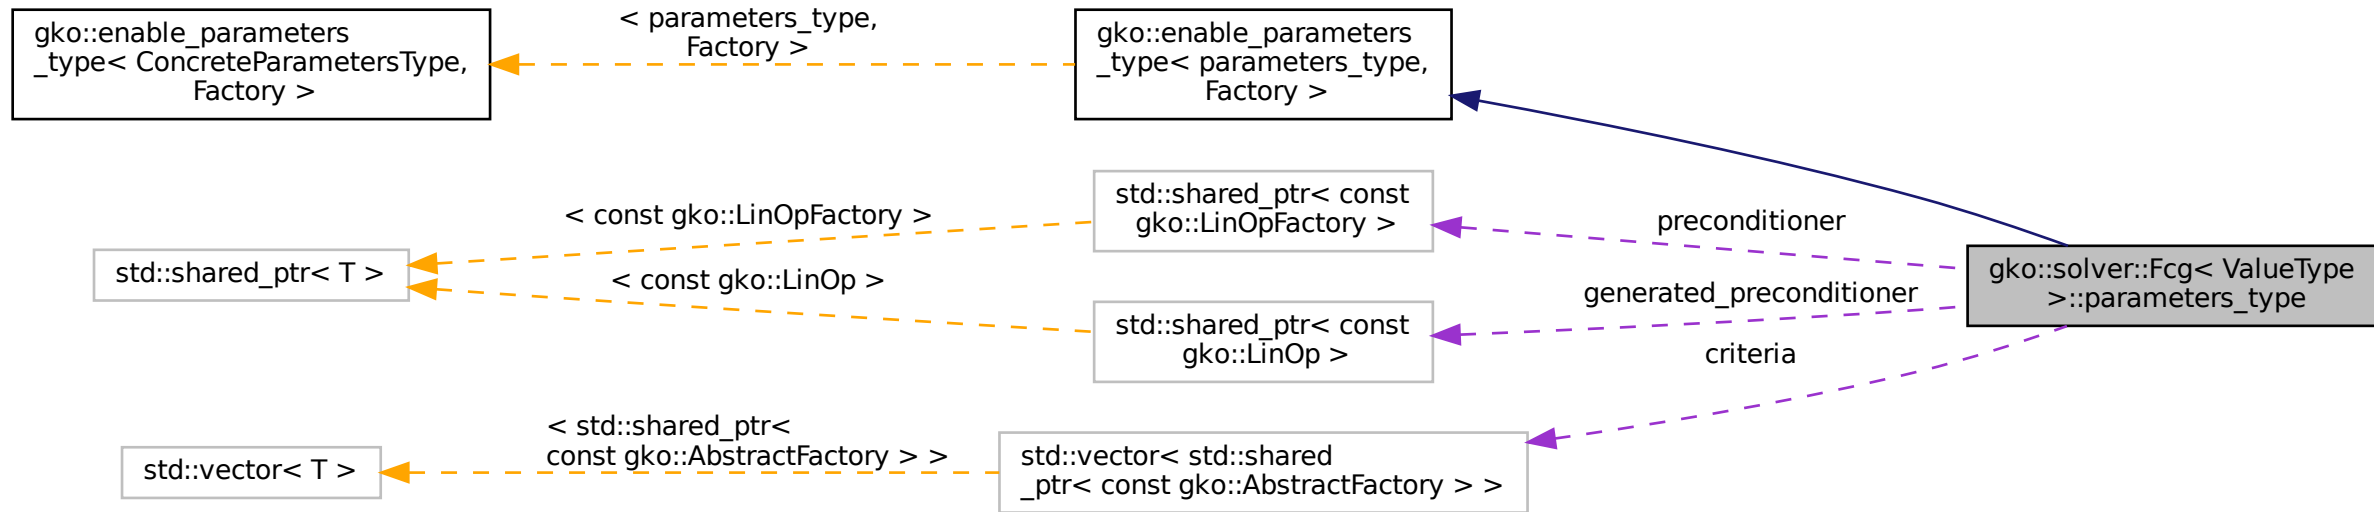 gko::enable_parameters
_type< ConcreteParametersType,
Factory >
< parameters_type,
Factory >
gko::enable_parameters
_type< parameters_type,
Factory >
std::shared_ptr< T >
< const gko::LinOpFactory >
< const gko::LinOp >
std::shared_ptr< const
gko::LinOpFactory >
std::shared_ptr< const
gko::LinOp >
preconditioner
generated_preconditioner
criteria
gko::solver::Fcg< ValueType
>::parameters_type
std::vector< T >
< std::shared_ptr<
const gko::AbstractFactory > >
std::vector< std::shared
_ptr< const gko::AbstractFactory > >